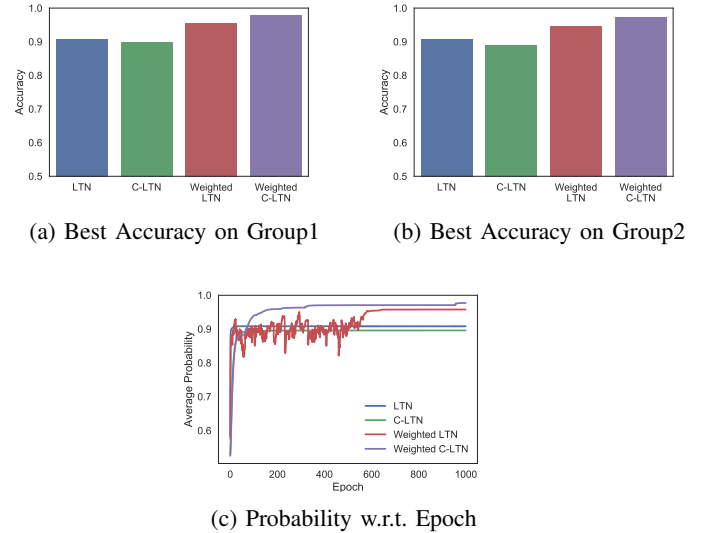 1.0
0.9
0.8
0.7
0.6
0.5
Accuracy
LTN
C-LTN
Weighted
LTN
Weighted
C-LTN
(a) Best Accuracy on Group1
1.0
0.9
0.8
0.7
0.6
0.5
Accuracy
LTN
C-LTN
Weighted
LTN
Weighted
C-LTN
(b) Best Accuracy on Group2
1.0
0.9
0.8
0.7
0.6
Average Probability
LTN
C-LTN
Weighted LTN
Weighted C-LTN
0 200 400 600 800 1000
Epoch
(c) Probability w.r.t. Epoch